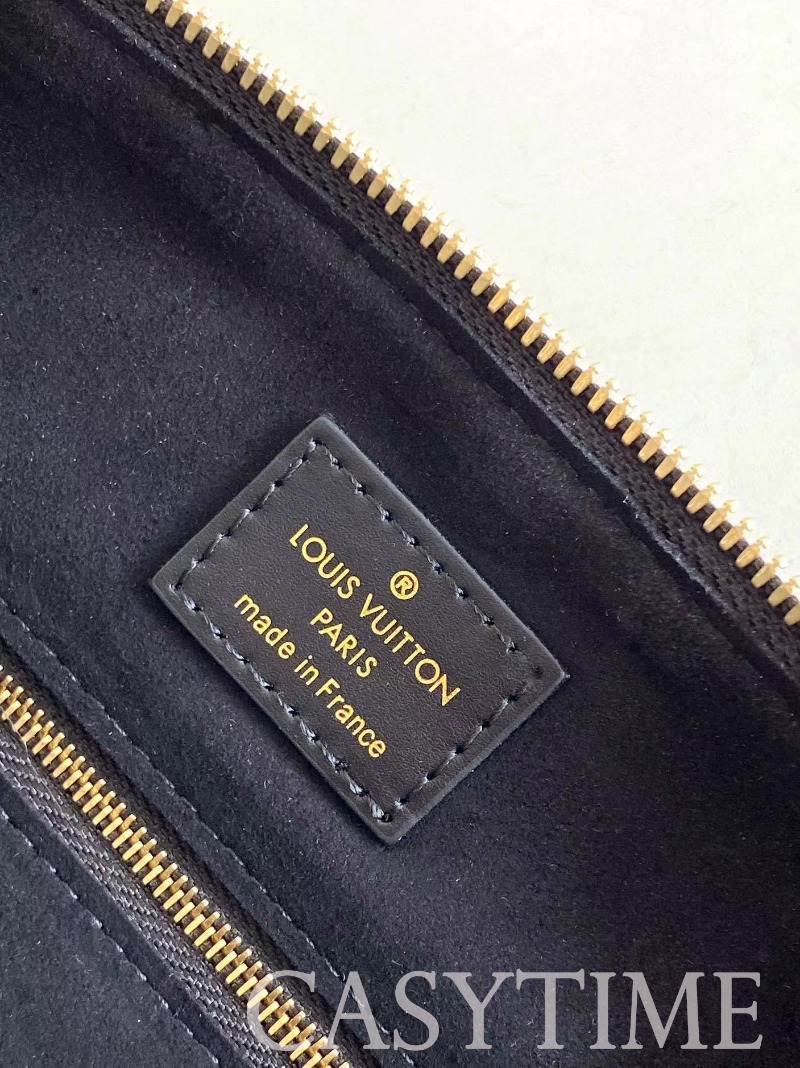 ®
LOUIS VUITTON
PARIS
made in France
CASYTIME